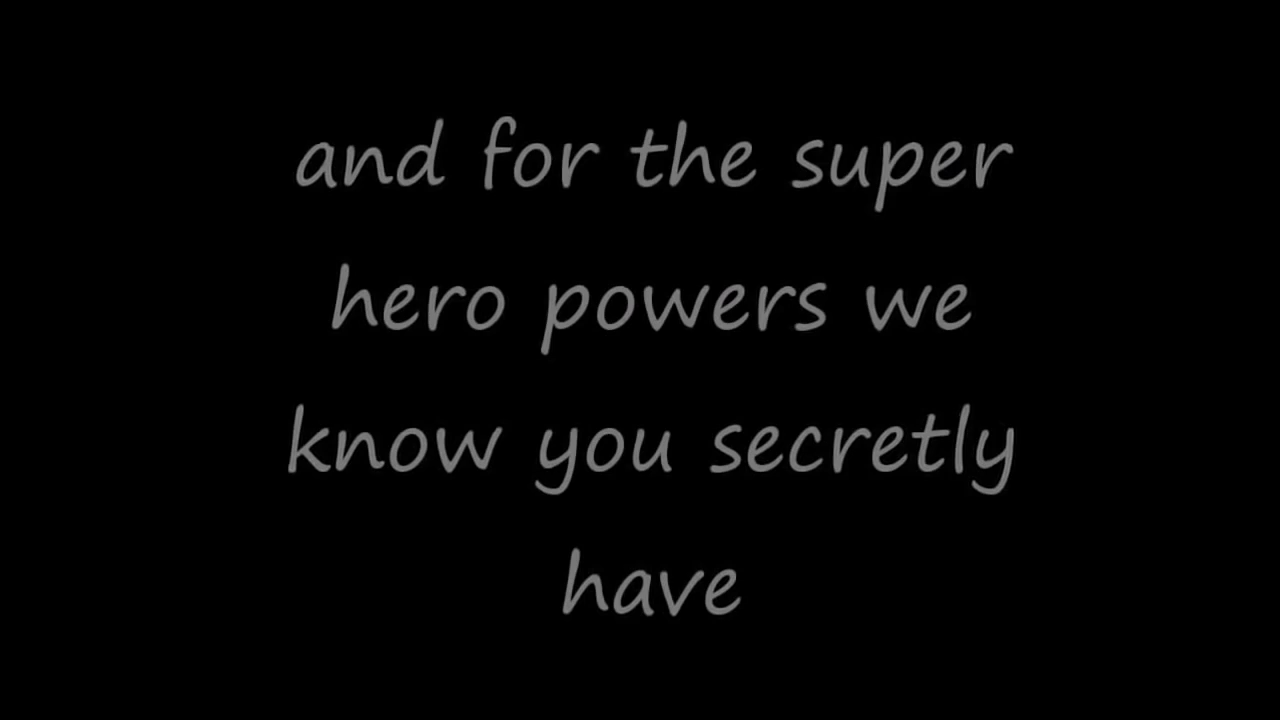 and for the super
hero powers we
know you secretly
have